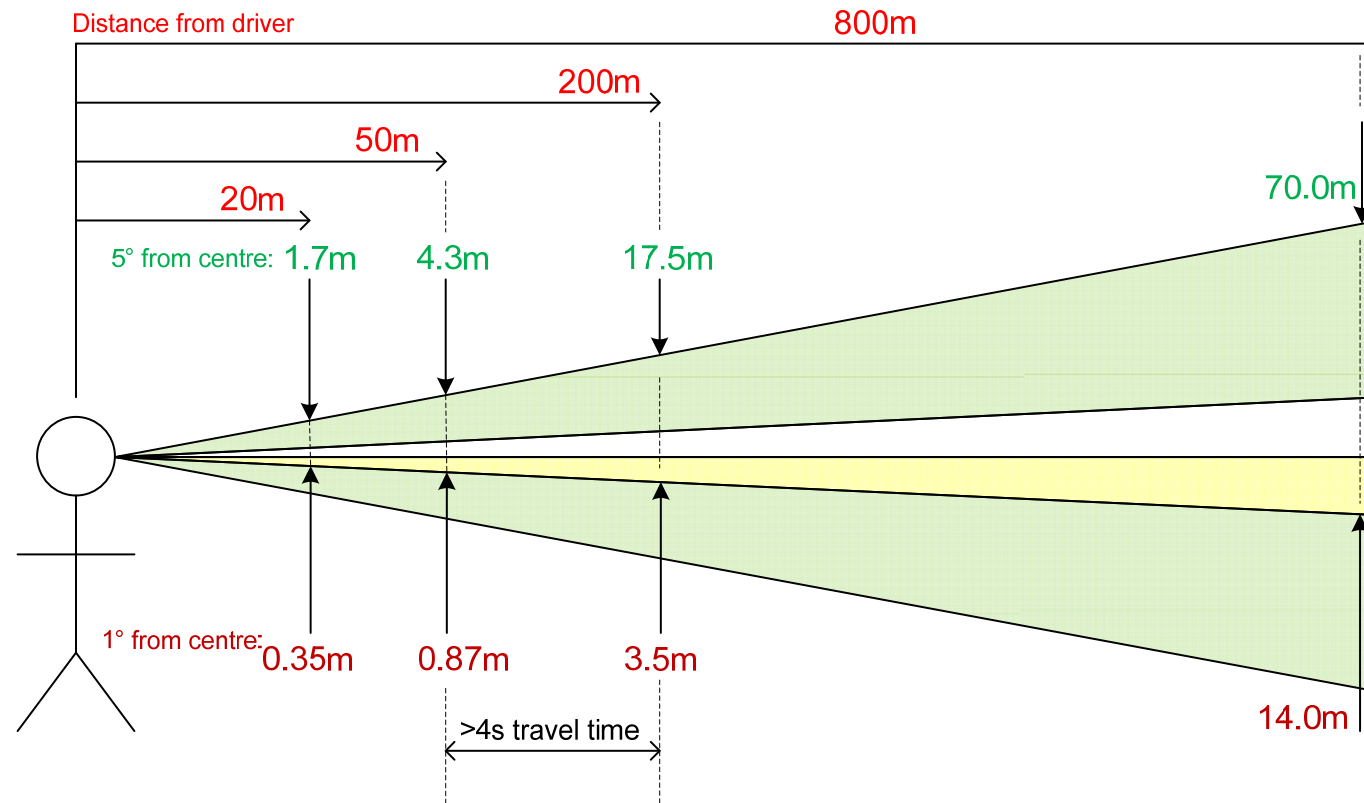 Distance from driver
800m
200m
50m
20m
70.0m
5° from centre: 1.7m 4.3m 17.5m
1° from centre: 0.35m 0.87m 3.5m
14.0m
>4s travel time